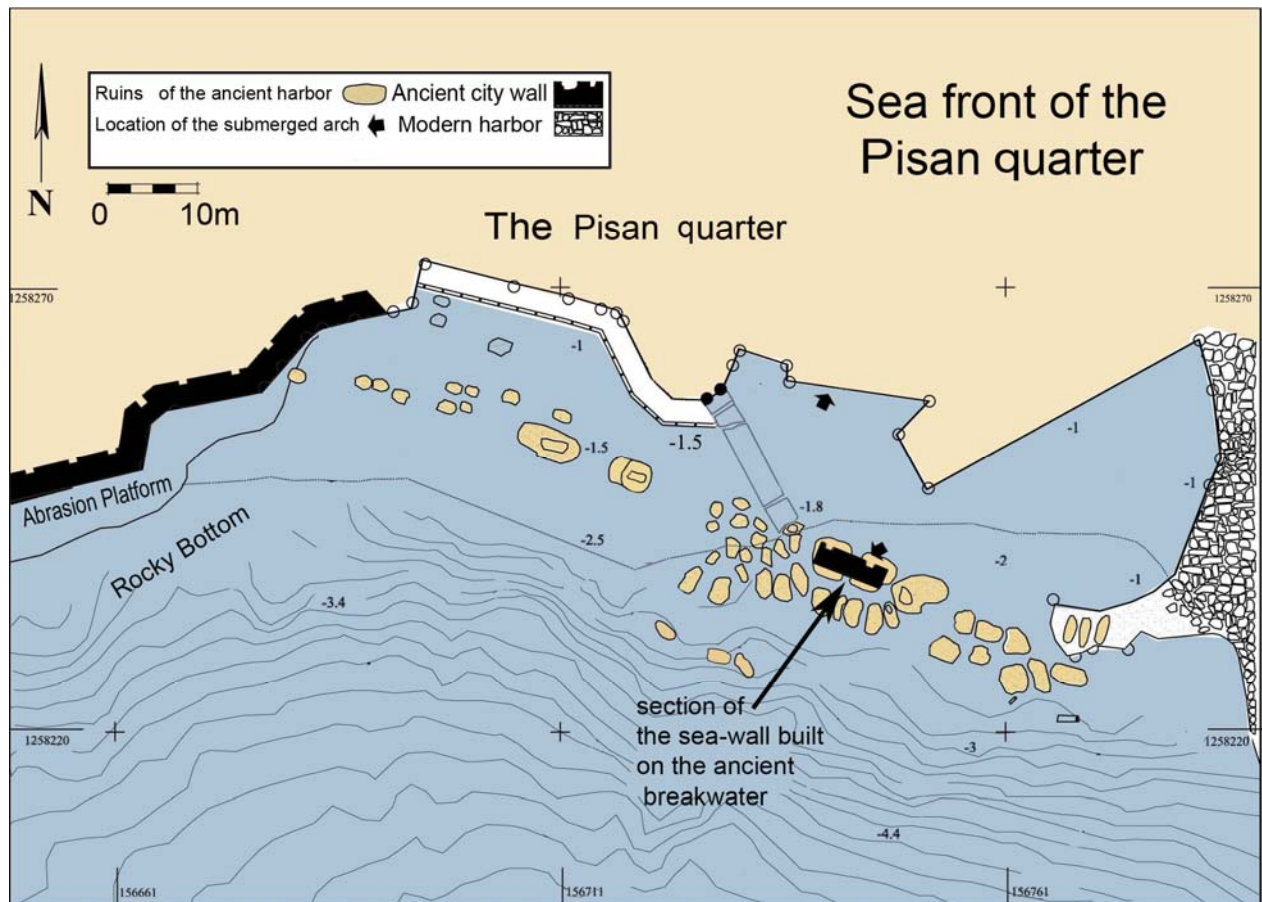 Ruins of the ancient harbor
Ancient city wall
Location of the submerged arch
Modern harbor
Sea front of the
Pisan quarter
N
0 10m
The Pisan quarter
1258270
1258270
-1
-1.5
-1.5
-1
-1
Abrasion Platform
Rocky Bottom
-1.8
-2.5
-2
-1
-3.4
section of
the sea-wall built
on the ancient
breakwater
1258220
1258220
-3
-4.4
156661
156711
156761